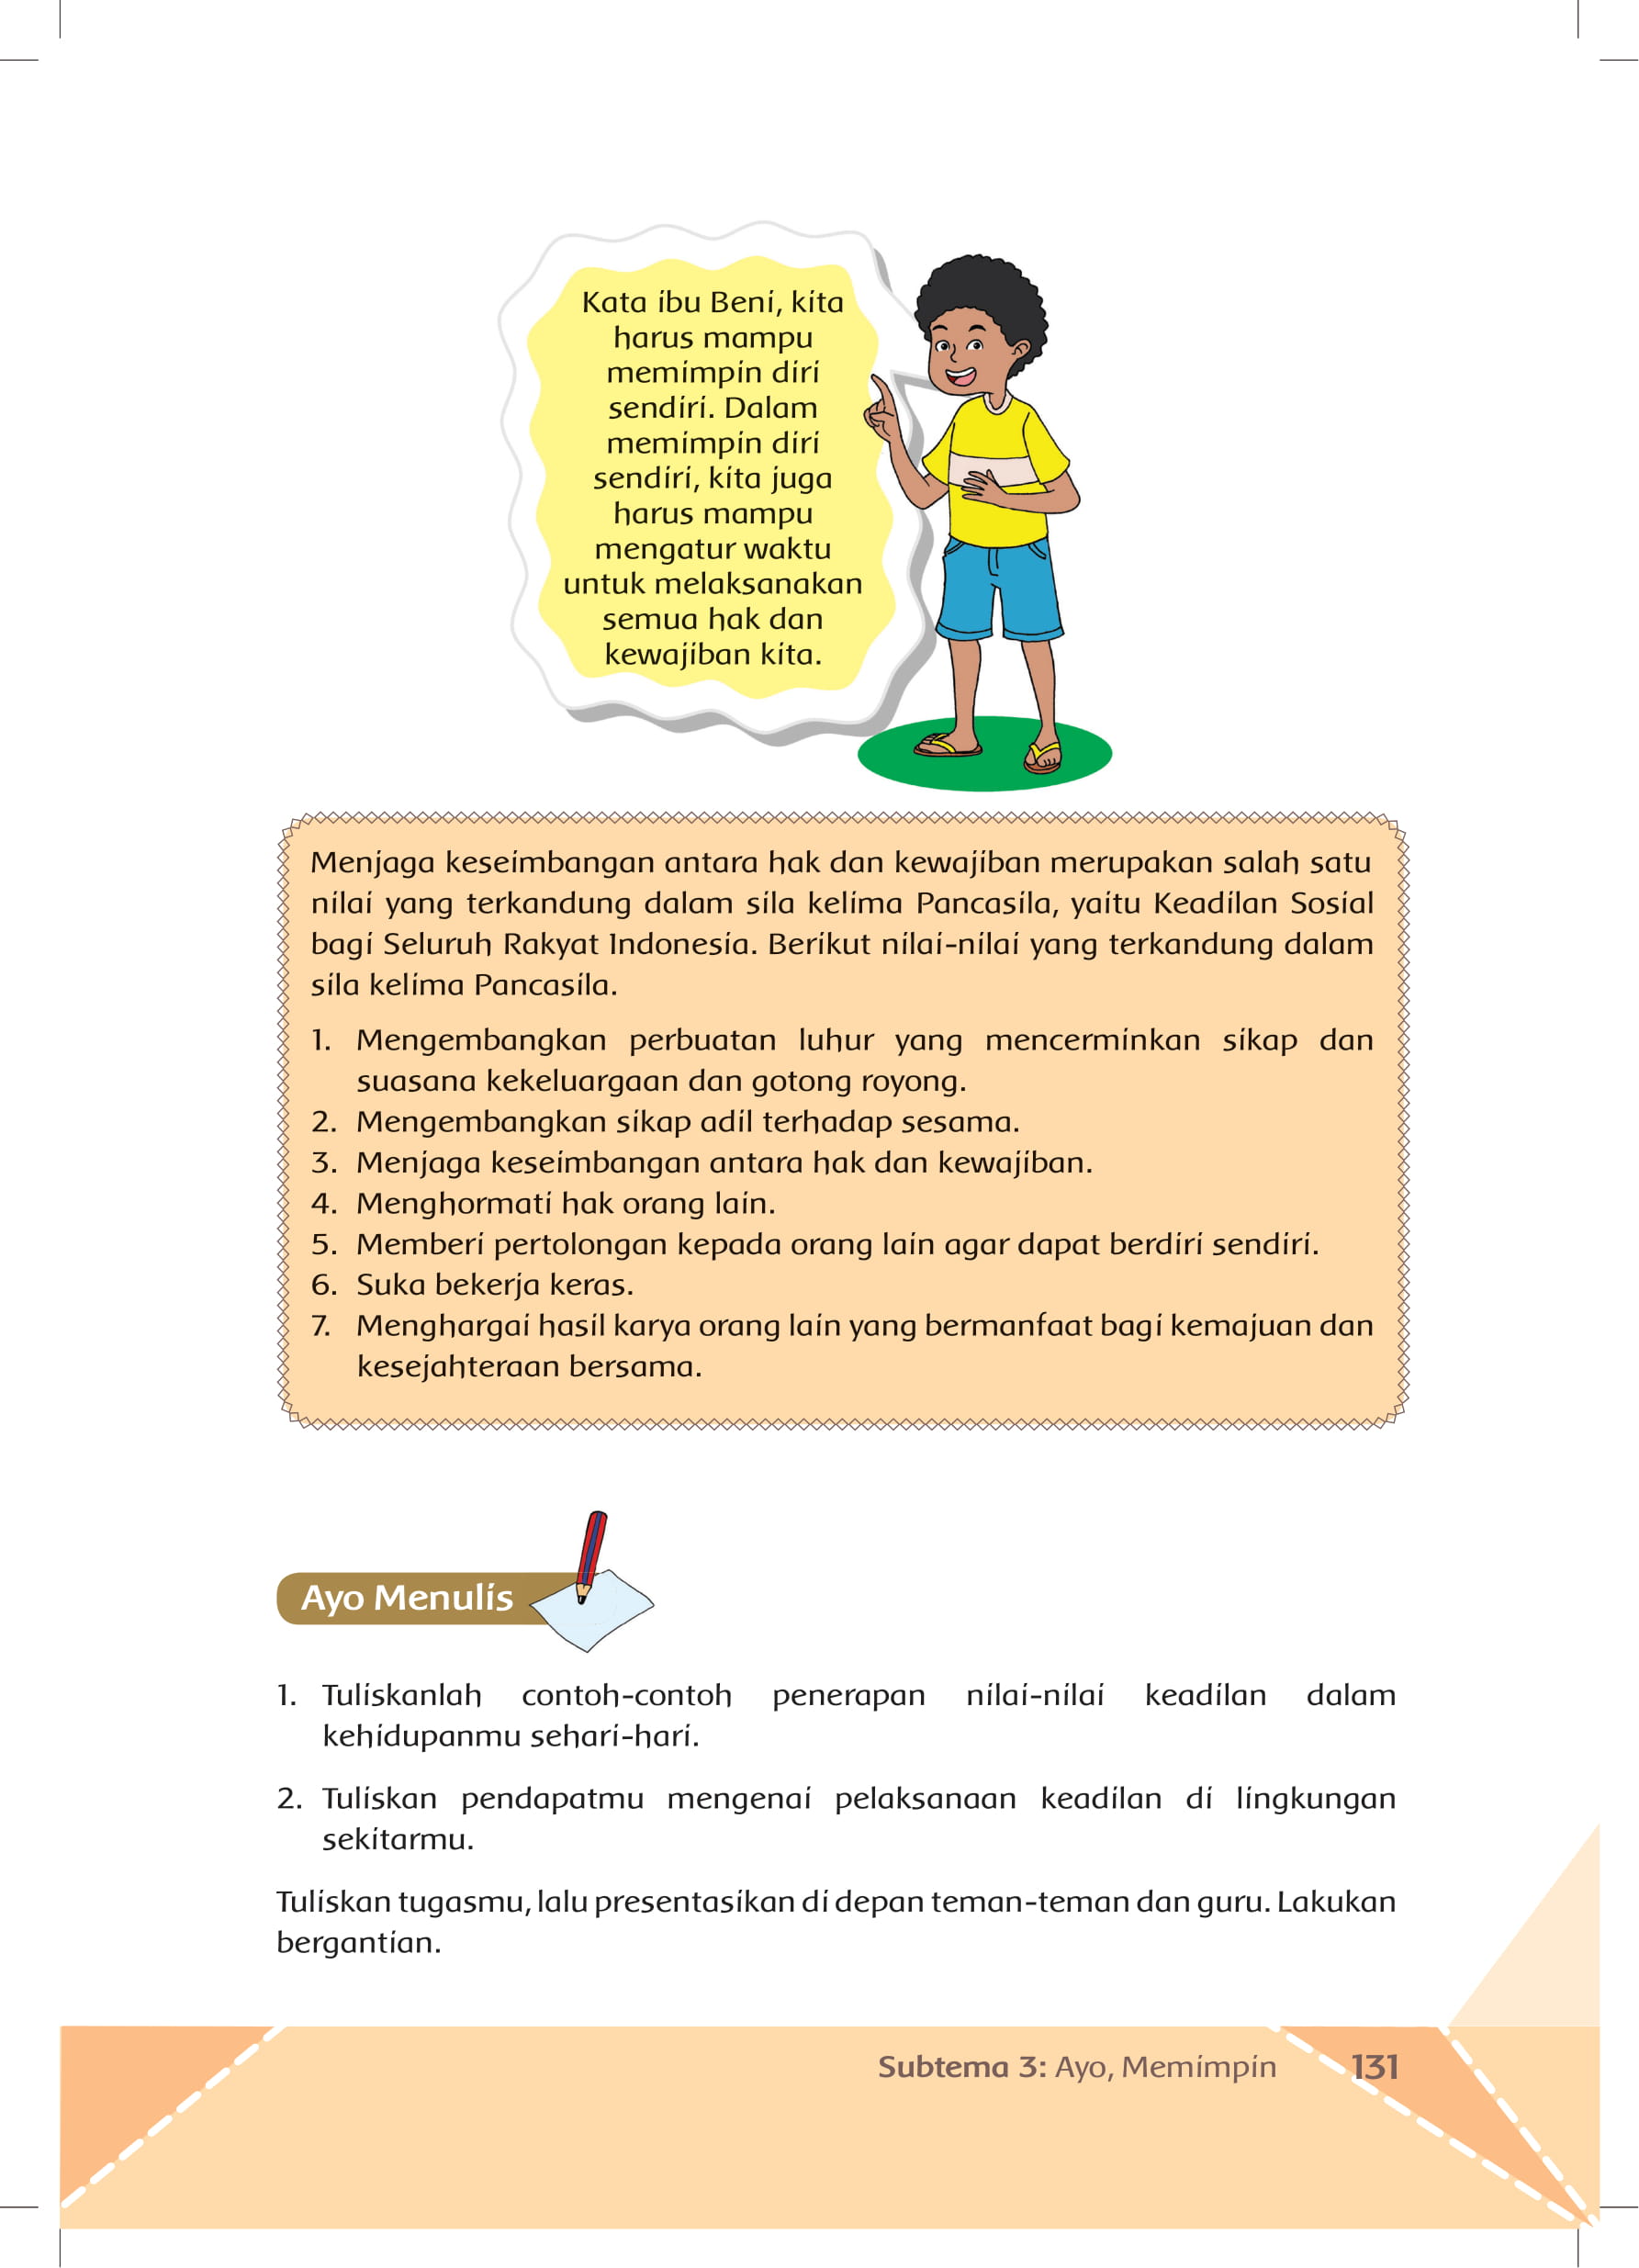 Kata ibu Beni, kita
harus mampu
memimpin diri
sendiri. Dalam
memimpin diri
sendiri, kita juga
harus mampu
mengatur waktu
untuk melaksanakan
semua hak dan
kewajiban kita.
Menjaga keseimbangan antara hak dan kewajiban merupakan salah satu
nilai yang terkandung dalam sila kelima Pancasila, yaitu Keadilan Sosial
bagi Seluruh Rakyat Indonesia. Berikut nilai-nilai yang terkandung dalam
sila kelima Pancasila.
1. Mengembangkan perbuatan luhur yang mencerminkan sikap dan
suasana kekeluargaan dan gotong royong.
2. Mengembangkan sikap adil terhadap sesama.
3. Menjaga keseimbangan antara hak dan kewajiban.
4. Menghormati hak orang lain.
5. Memberi pertolongan kepada orang lain agar dapat berdiri sendiri.
6. Suka bekerja keras.
7. Menghargai hasil karya orang lain yang bermanfaat bagi kemajuan dan
kesejahteraan bersama.
Ayo Menulis
1. Tuliskanlah contoh-contoh penerapan nilai-nilai keadilan dalam
kehidupanmu sehari-hari.
2. Tuliskan pendapatmu mengenai pelaksanaan keadilan di lingkungan
sekitarmu.
Tuliskan tugasmu, lalu presentasikan di depan teman-teman dan guru. Lakukan
bergantian.
Subtema 3: Ayo, Memimpin 131